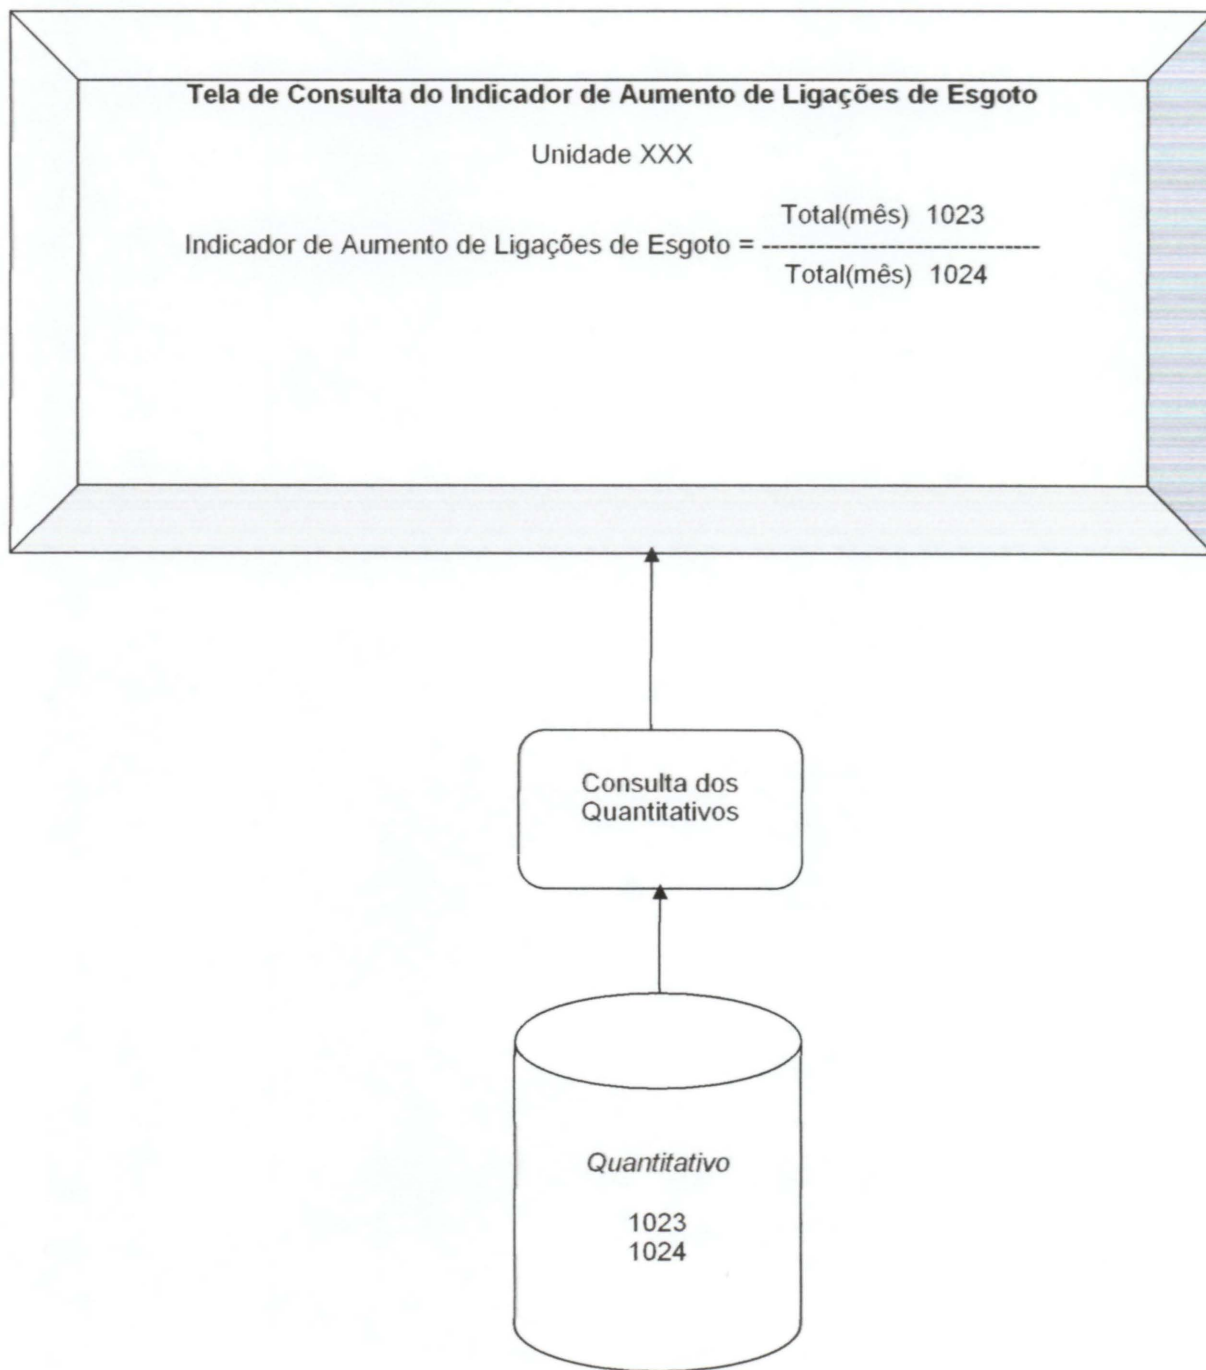 Tela de Consulta do Indicador de Aumento de Ligações de Esgoto
Unidade XXX
Total(mês) 1023
Indicador de Aumento de Ligações de Esgoto = -------------------------------
Total(mês) 1024
Consulta dos
Quantitativos
Quantitativo
1023
1024